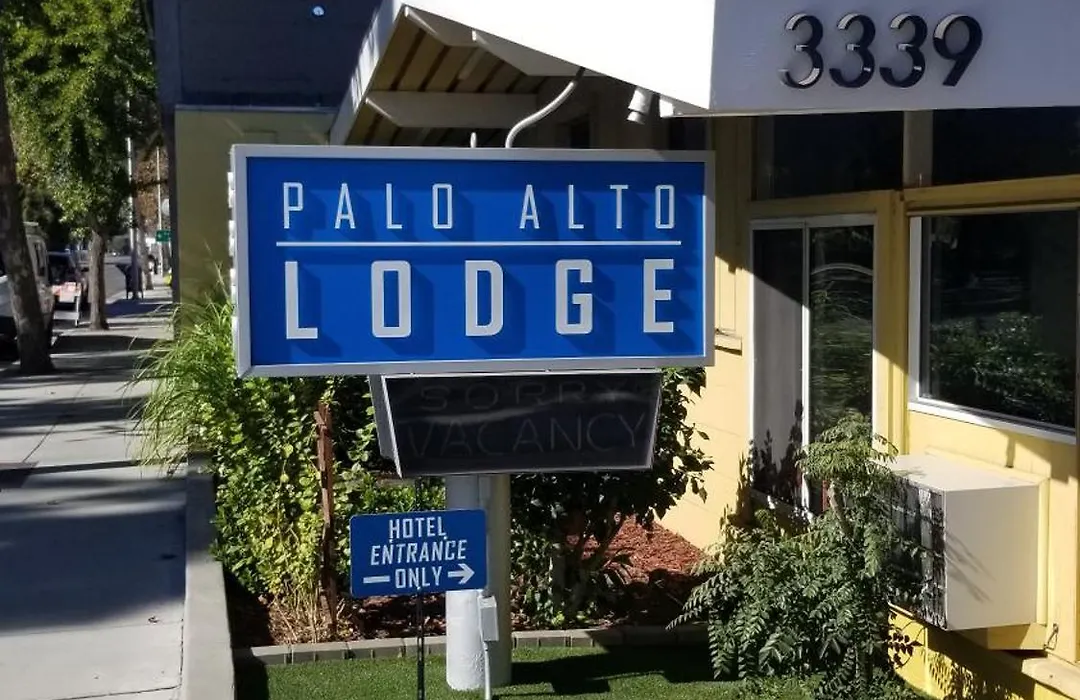 3339
PALO ALTO
LODGE
SORRY
VACANCY
HOTEL
ENTRANCE
ONLY →